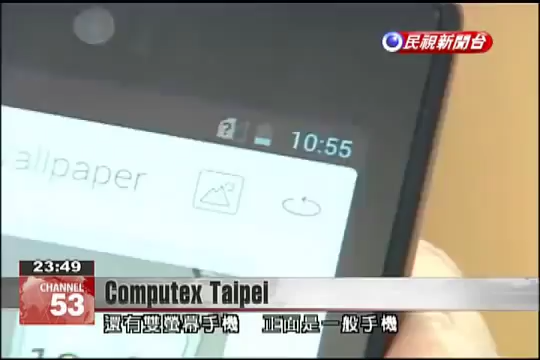 民視新聞台
10:55
allpaper
23:49
CHANNEL
53
Computex Taipei
還有雙螢幕手機 正面是一般手機